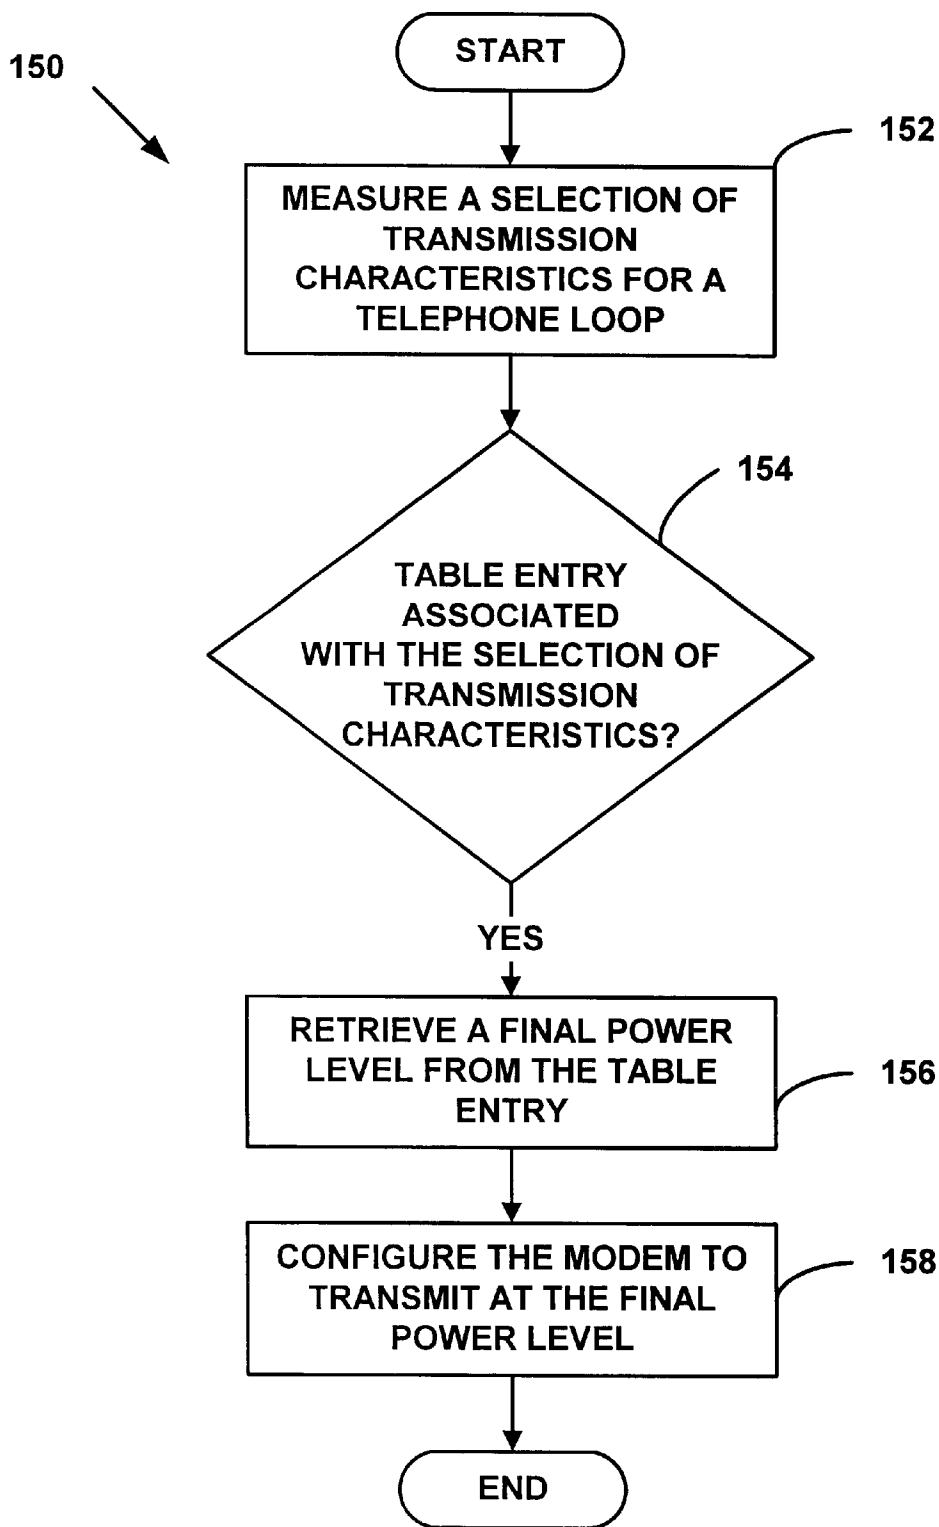 START
150
152
MEASURE A SELECTION OF
TRANSMISSION
CHARACTERISTICS FOR A
TELEPHONE LOOP
154
TABLE ENTRY
ASSOCIATED
WITH THE SELECTION OF
TRANSMISSION
CHARACTERISTICS?
YES
RETRIEVE A FINAL POWER
LEVEL FROM THE TABLE
ENTRY
156
CONFIGURE THE MODEM TO
TRANSMIT AT THE FINAL
POWER LEVEL
158
END